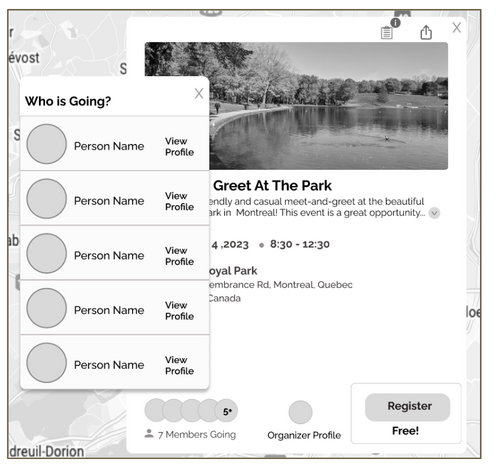 r
évost
S
i
X
Who is Going?
X
Person Name
View
Profile
Person Name
View
Profile
Person Name
View
Profile
Person Name
View
Profile
Person Name
View
Profile
Greet At The Park
endly and casual meet-and-greet at the beautiful
ark in Montreal! This event is a great opportunity...
4 ,2023 • 8:30 - 12:30
oyal Park
embrance Rd, Montreal, Quebec
Canada
S
ab
loe
5+
7 Members Going
Organizer Profile
Register
Free!
dreuil-Dorion